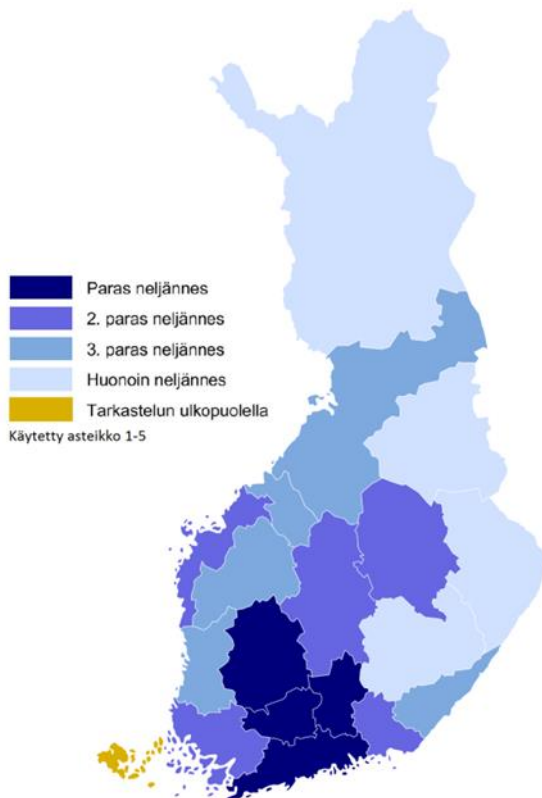 Paras neljännes
2. paras neljännes
3. paras neljännes
Huonoin neljännes
Tarkastelun ulkopuolella
Käytetty asteikko 1-5